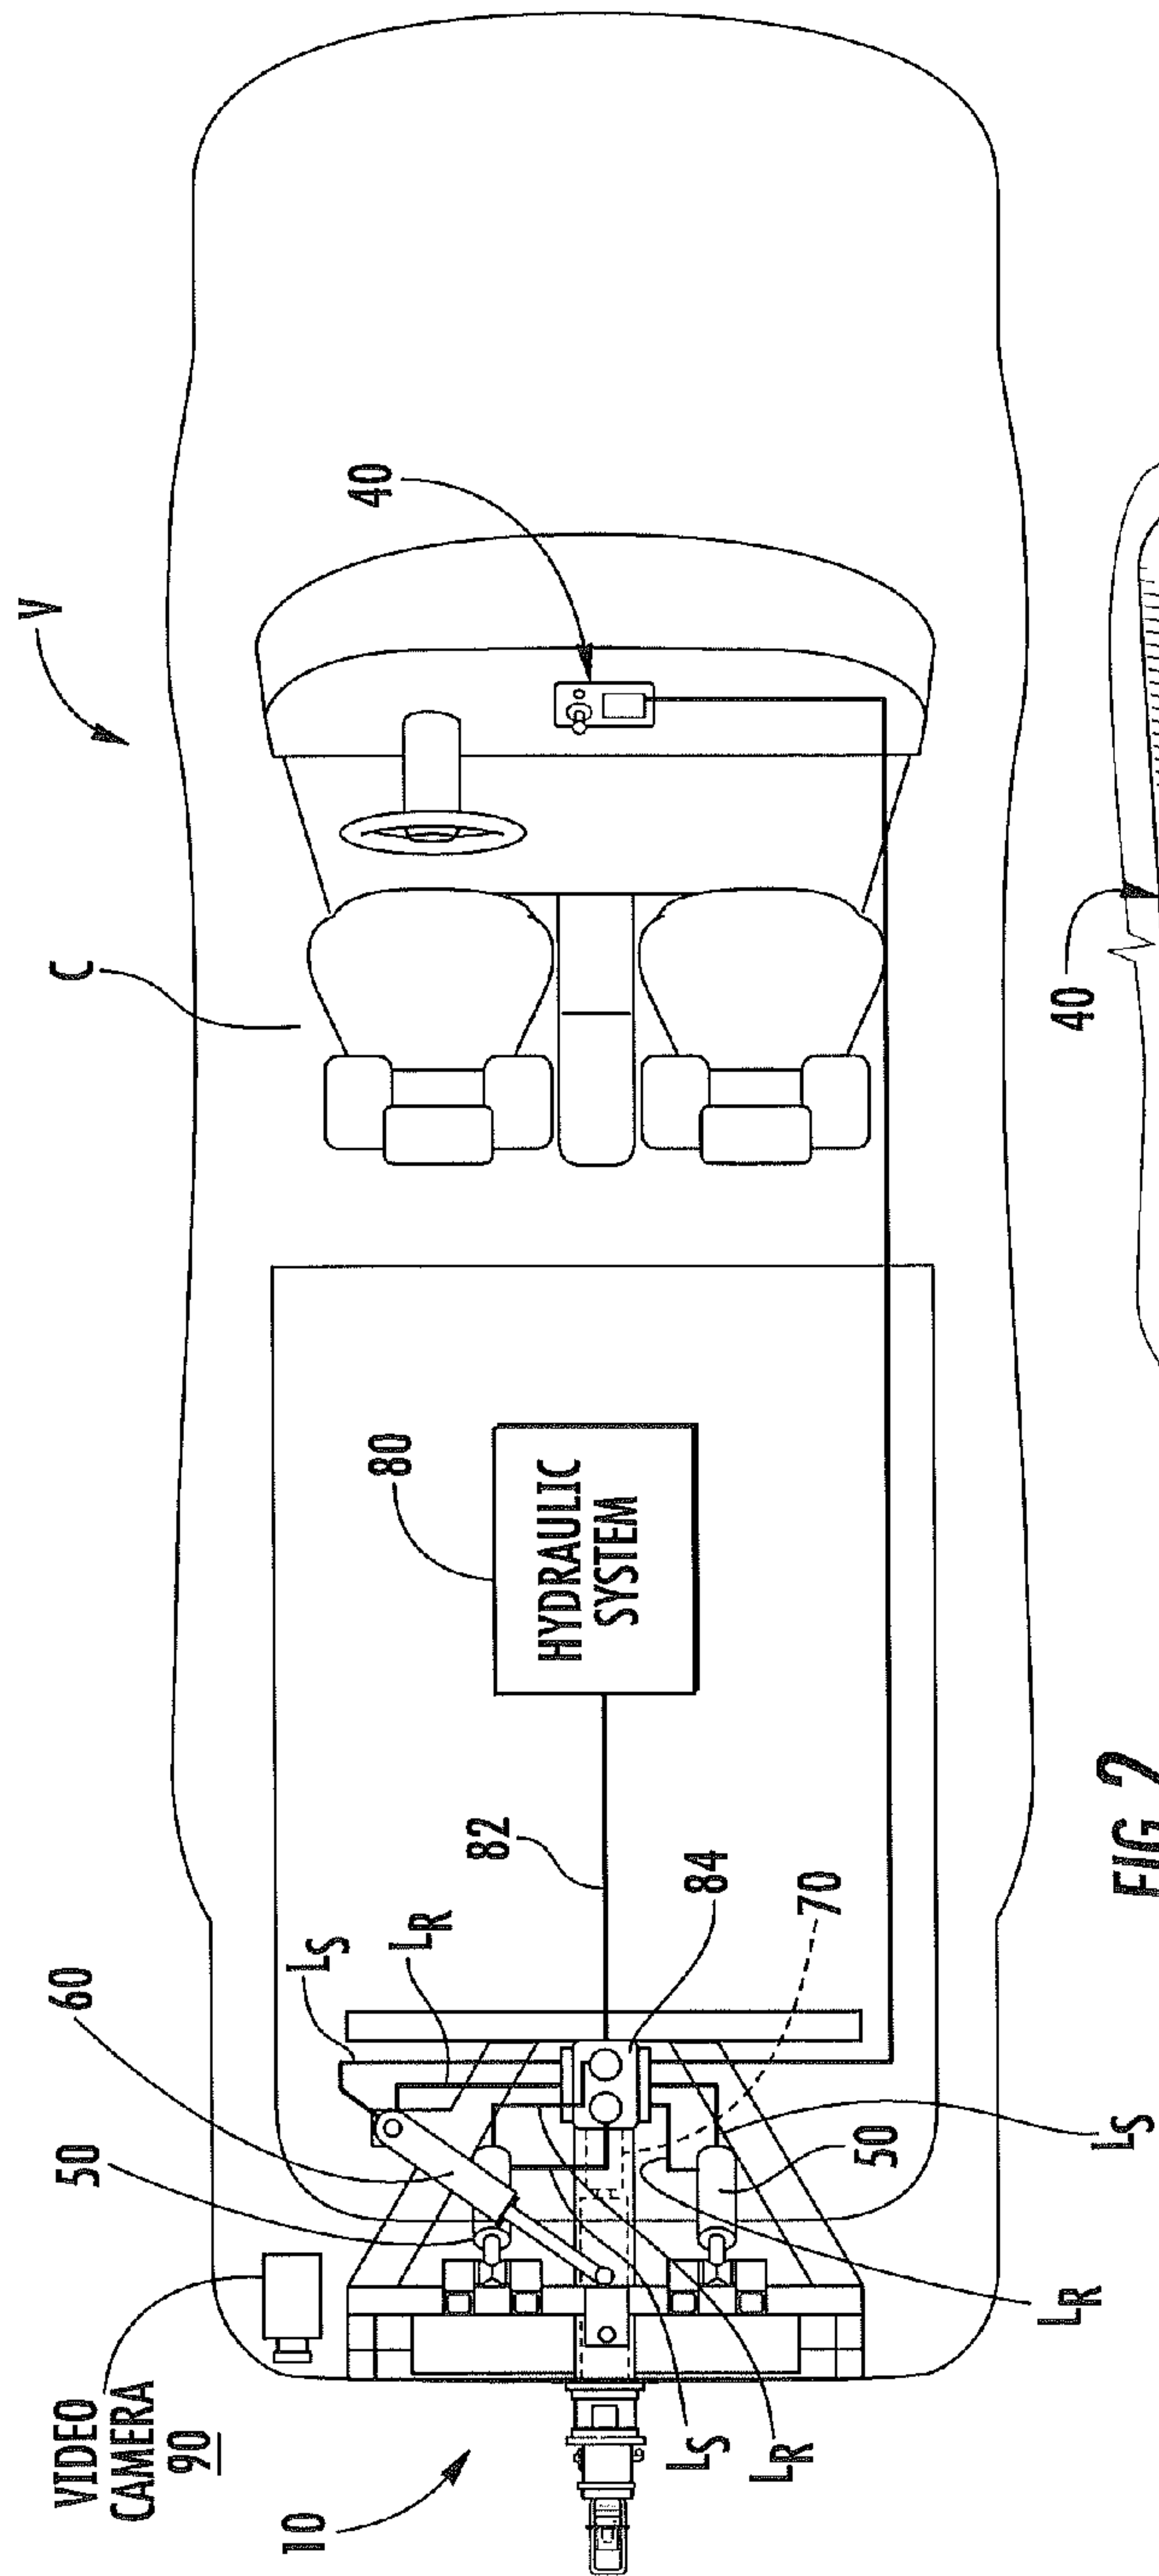 VIDEO
CAMERA
90
10
50
60
LS
LR
82
84
70
80
HYDRAULIC
SYSTEM
C
V
40
LS
LR
50
LS
LR
FIG. 2
40